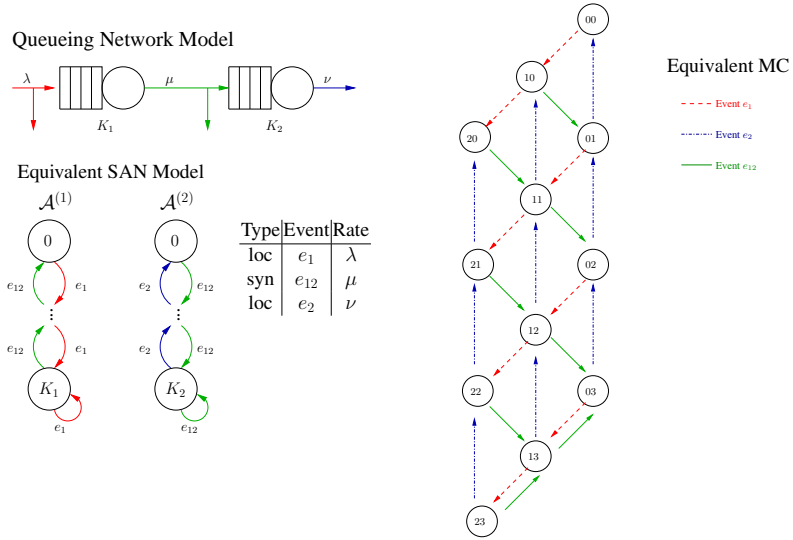 Queueing Network Model
λ
μ
ν
K₁
K₂
Equivalent SAN Model
𝒜⁽¹⁾
𝒜⁽²⁾
0
0
e₁₂
e₁
e₂
e₁₂
⋮
⋮
e₁₂
e₁
e₂
e₁₂
K₁
K₂
e₁
e₁₂
Type Event Rate
loc e₁ λ
syn e₁₂ μ
loc e₂ ν
00
10
20
01
11
21
02
12
22
03
13
23
Equivalent MC
Event e₁
Event e₂
Event e₁₂